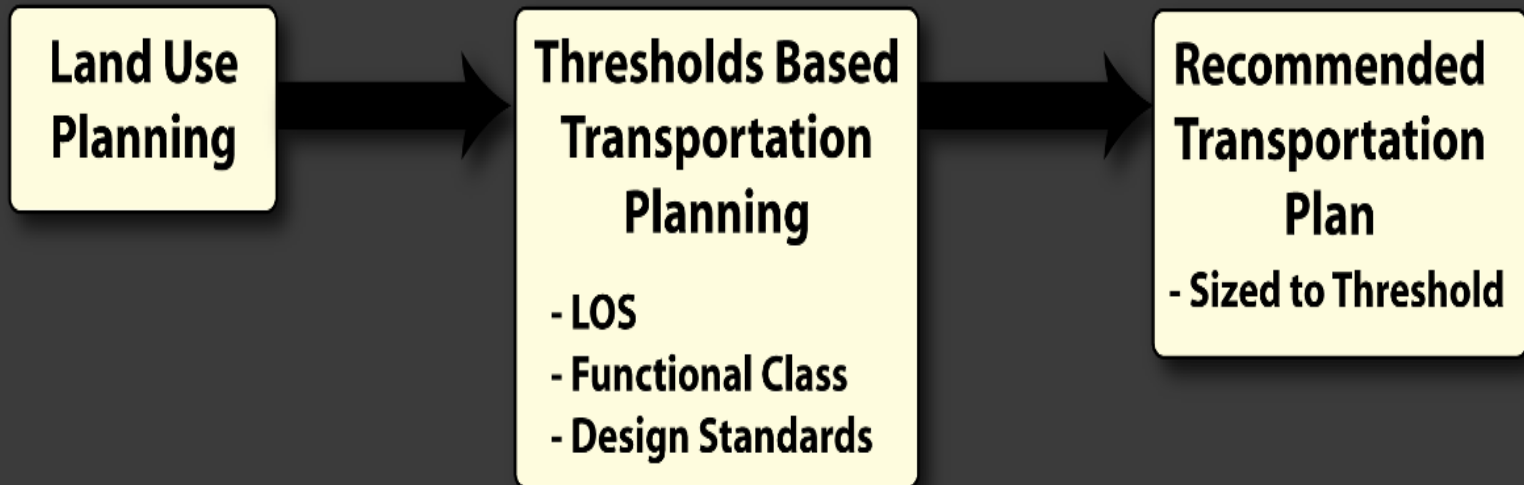 Land Use
Planning
Thresholds Based
Transportation
Planning
- LOS
- Functional Class
- Design Standards
Recommended
Transportation
Plan
- Sized to Threshold